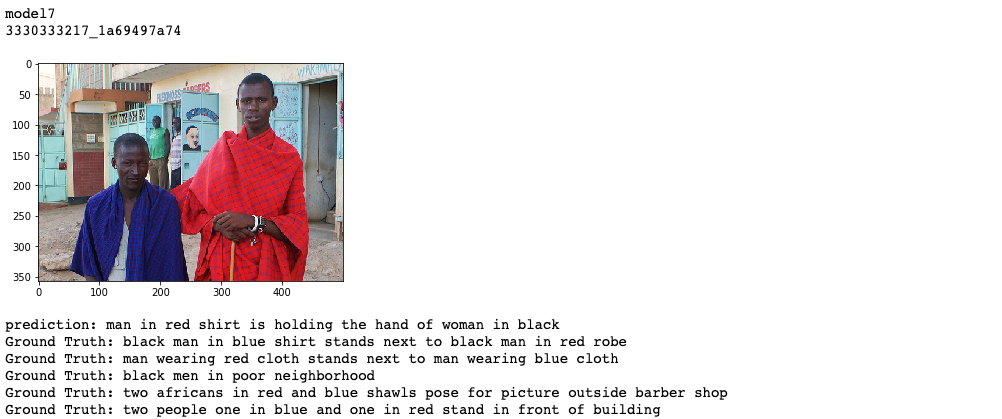 model7
3330333217_1a69497a74
0
50
100
150
200
250
300
350
0 100 200 300 400
prediction: man in red shirt is holding the hand of woman in black
Ground Truth: black man in blue shirt stands next to black man in red robe
Ground Truth: man wearing red cloth stands next to man wearing blue cloth
Ground Truth: black men in poor neighborhood
Ground Truth: two africans in red and blue shawls pose for picture outside barber shop
Ground Truth: two people one in blue and one in red stand in front of building